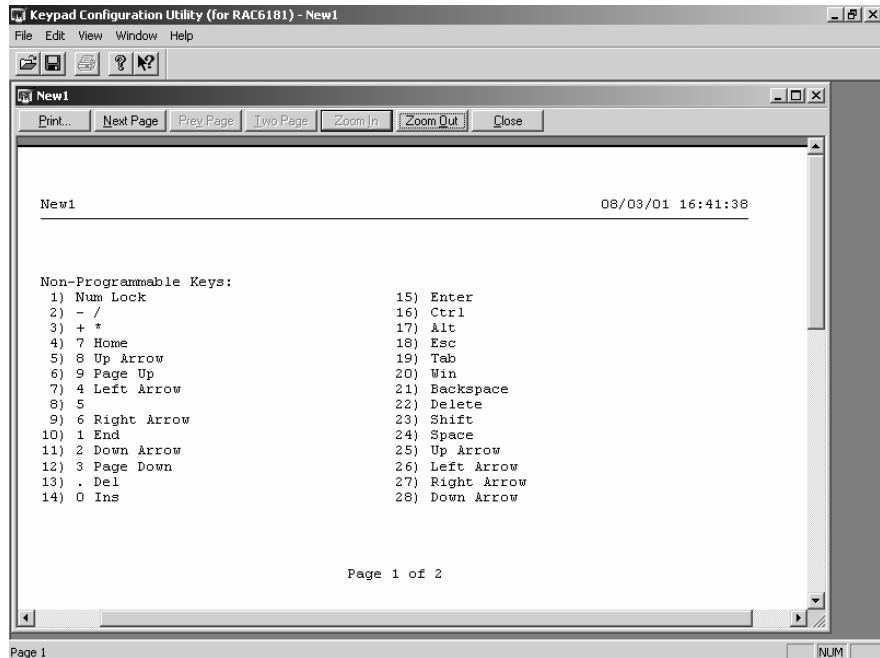 Keypad Configuration Utility (for RAC6181) - New1
File Edit View Window Help
New1
Print... Next Page Prev Page Two Page Zoom In Zoom Out Close
New1 08/03/01 16:41:38
Non-Programmable Keys:
1) Num Lock 15) Enter
2) - / 16) Ctrl
3) + * 17) Alt
4) 7 Home 18) Esc
5) 8 Up Arrow 19) Tab
6) 9 Page Up 20) Win
7) 4 Left Arrow 21) Backspace
8) 5 22) Delete
9) 6 Right Arrow 23) Shift
10) 1 End 24) Space
11) 2 Down Arrow 25) Up Arrow
12) 3 Page Down 26) Left Arrow
13) . Del 27) Right Arrow
14) 0 Ins 28) Down Arrow
Page 1 of 2
Page 1 NUM